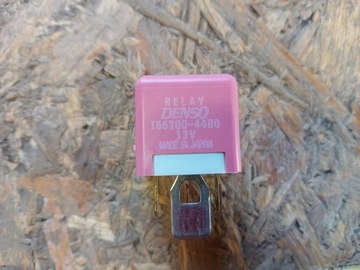 RELAY
DENSO
156700-4480
12V
MADE IN JAPAN